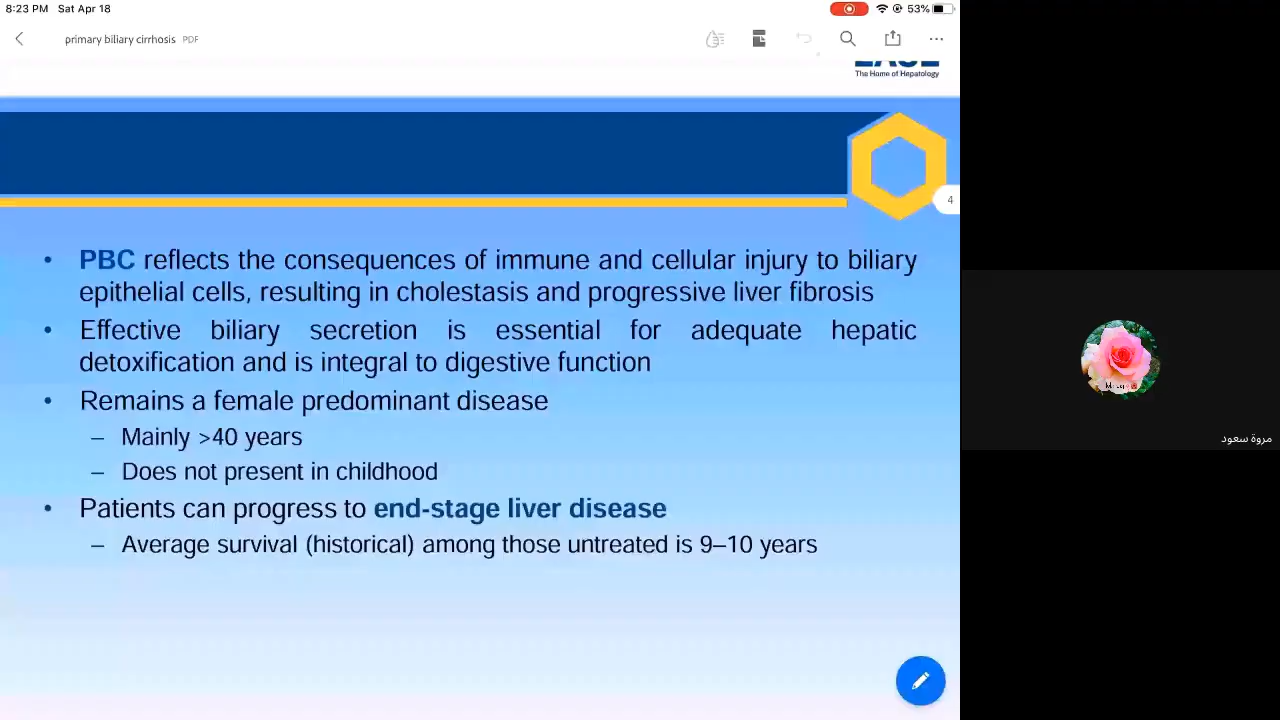 8:23 PM Sat Apr 18
53%
primary biliary cirrhosis PDF
The Home of Hepatology
4
• PBC reflects the consequences of immune and cellular injury to biliary
epithelial cells, resulting in cholestasis and progressive liver fibrosis
• Effective biliary secretion is essential for adequate hepatic
detoxification and is integral to digestive function
• Remains a female predominant disease
– Mainly >40 years
– Does not present in childhood
• Patients can progress to end-stage liver disease
– Average survival (historical) among those untreated is 9–10 years
مروة سعود